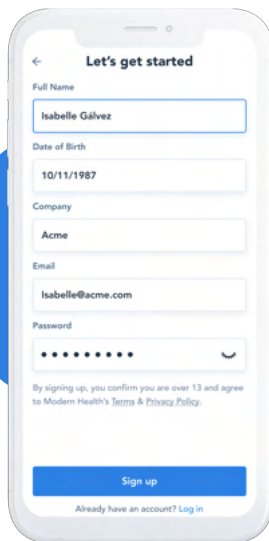 Let's get started
Full Name
Isabelle Gálvez
Date of Birth
10/11/1987
Company
Acme
Email
Isabelle@acme.com
Password
By signing up, you confirm you are over 13 and agree
to Modern Health's Terms & Privacy Policy.
Sign up
Already have an account? Log in